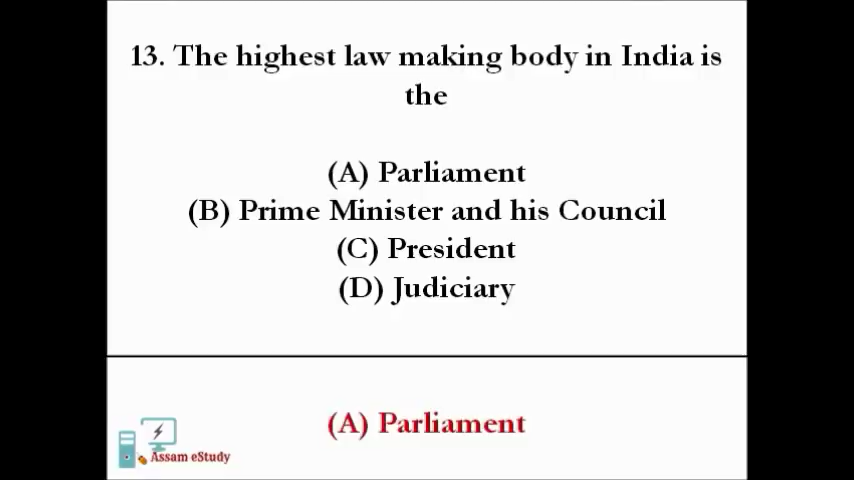 13. The highest law making body in India is
the
(A) Parliament
(B) Prime Minister and his Council
(C) President
(D) Judiciary
(A) Parliament
Assam eStudy